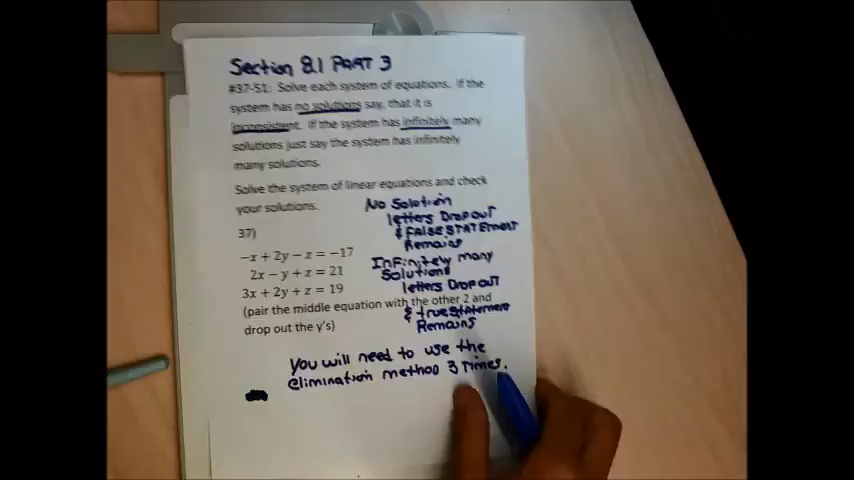 Section 8.1 PART 3
#37-51: Solve each system of equations. If the
system has no solutions say, that it is
inconsistent. If the system has infinitely many
solutions just say the system has infinitely
many solutions.
Solve the system of linear equations and check
your solutions.
37)
−x + 2y − z = −17
2x − y + z = 21
3x + 2y + z = 19
(pair the middle equation with the other 2 and
drop out the y's)
No Solution
letters Drop out
& FALSE STATEMENT
Remains
Infinitely many
Solutions
letters Drop out
& true statement
Remains
You will need to use the
elimination method 3 times.